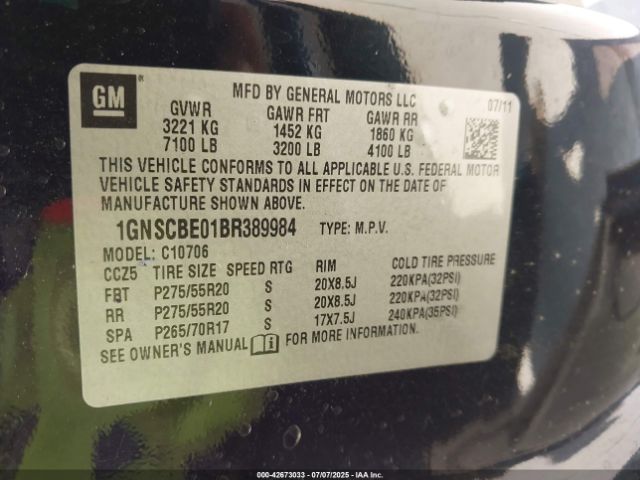 GM
®
MFD BY GENERAL MOTORS LLC
07/11
GVWR GAWR FRT GAWR RR
3221 KG 1452 KG 1860 KG
7100 LB 3200 LB 4100 LB
THIS VEHICLE CONFORMS TO ALL APPLICABLE U.S. FEDERAL MOTOR
VEHICLE SAFETY STANDARDS IN EFFECT ON THE DATE OF
MANUFACTURE SHOWN ABOVE.
1GNSCBE01BR389984 TYPE: M.P.V.
MODEL: C10706
CCZ5 TIRE SIZE SPEED RTG RIM COLD TIRE PRESSURE
FRT P275/55R20 S 20X8.5J 220KPA(32PSI)
RR P275/55R20 S 20X8.5J 220KPA(32PSI)
SPA P265/70R17 S 17X7.5J 240KPA(35PSI)
SEE OWNER'S MANUAL i FOR MORE INFORMATION.
000-42673033 - 07/07/2025 - IAAI.com